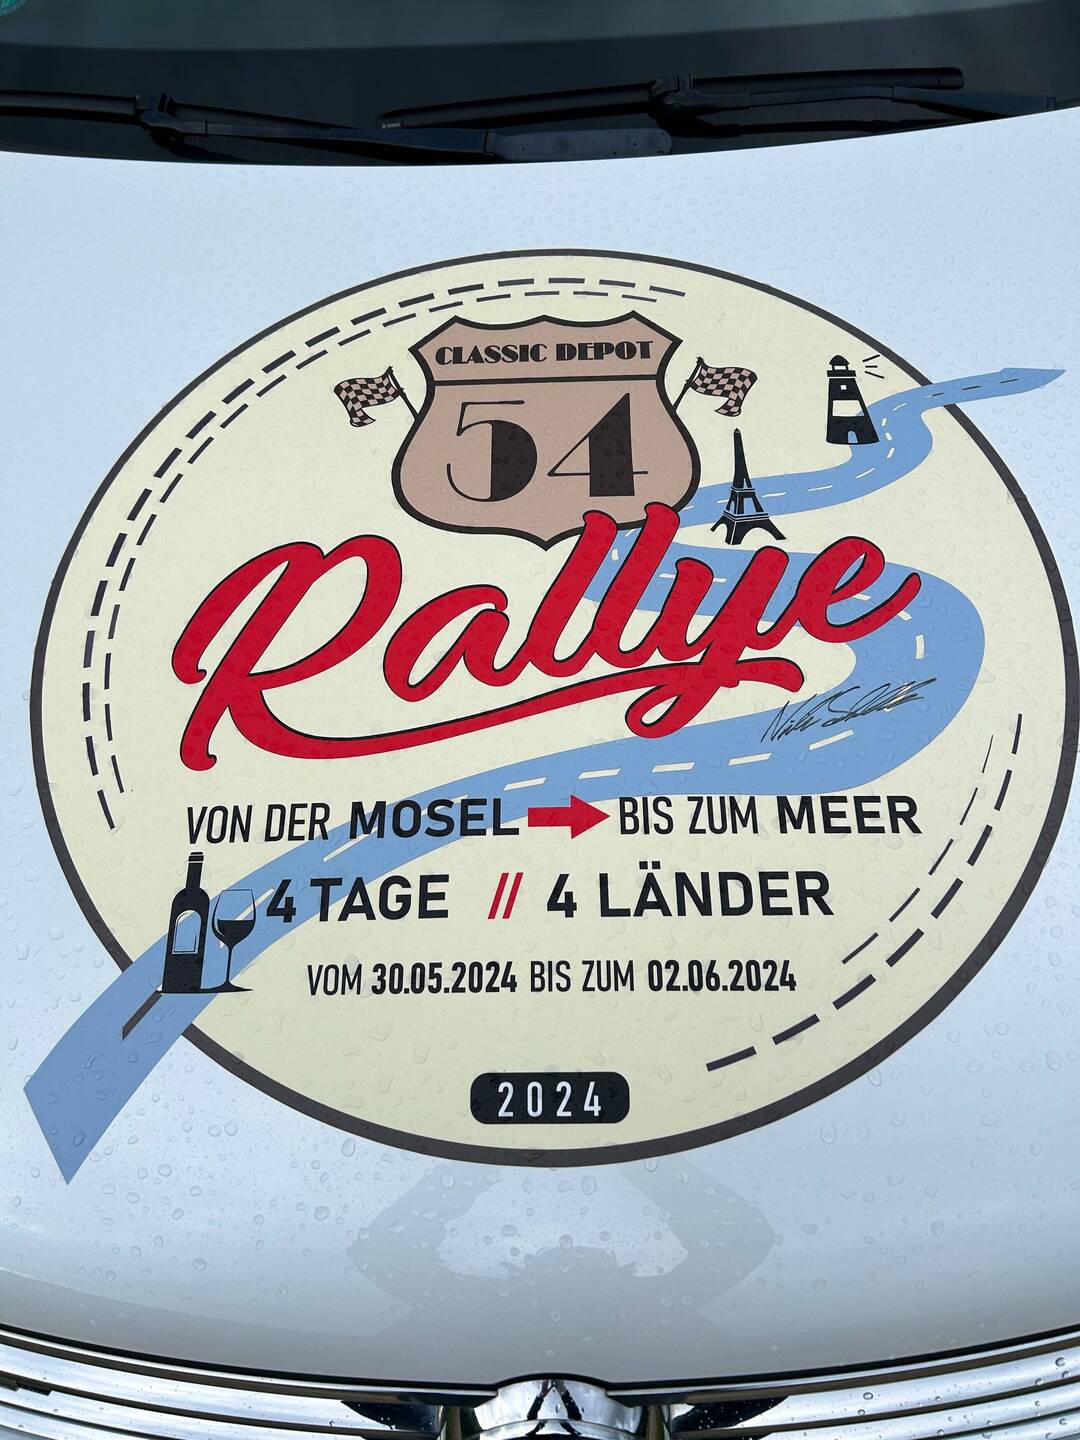 CLASSIC DEPOT
54
Rallye
VON DER MOSEL BIS ZUM MEER
4 TAGE // 4 LÄNDER
VOM 30.05.2024 BIS ZUM 02.06.2024
2024